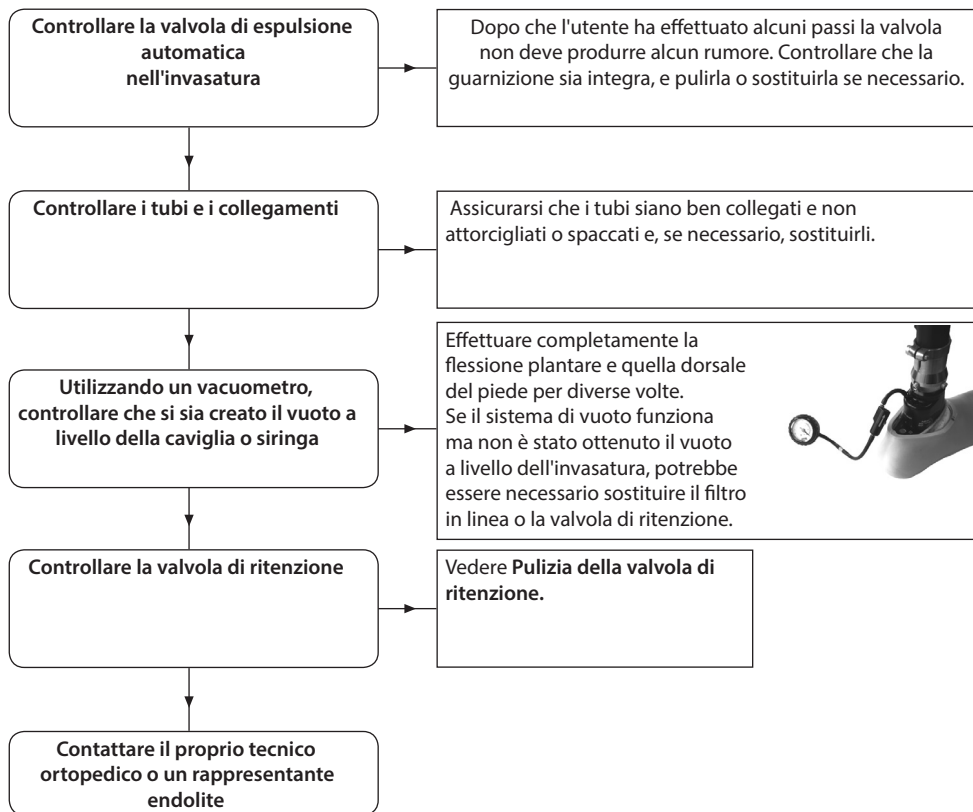 Controllare la valvola di espulsione
automatica
nell'invasatura
Dopo che l'utente ha effettuato alcuni passi la valvola
non deve produrre alcun rumore. Controllare che la
guarnizione sia integra, e pulirla o sostituirla se necessario.
Controllare i tubi e i collegamenti
Assicurarsi che i tubi siano ben collegati e non
attorcigliati o spaccati e, se necessario, sostituirli.
Utilizzando un vacuometro,
controllare che si sia creato il vuoto a
livello della caviglia o siringa
Effettuare completamente la
flessione plantare e quella dorsale
del piede per diverse volte.
Se il sistema di vuoto funziona
ma non è stato ottenuto il vuoto
a livello dell'invasatura, potrebbe
essere necessario sostituire il filtro
in linea o la valvola di ritenzione.
Controllare la valvola di ritenzione
Vedere Pulizia della valvola di
ritenzione.
Contattare il proprio tecnico
ortopedico o un rappresentante
endolite